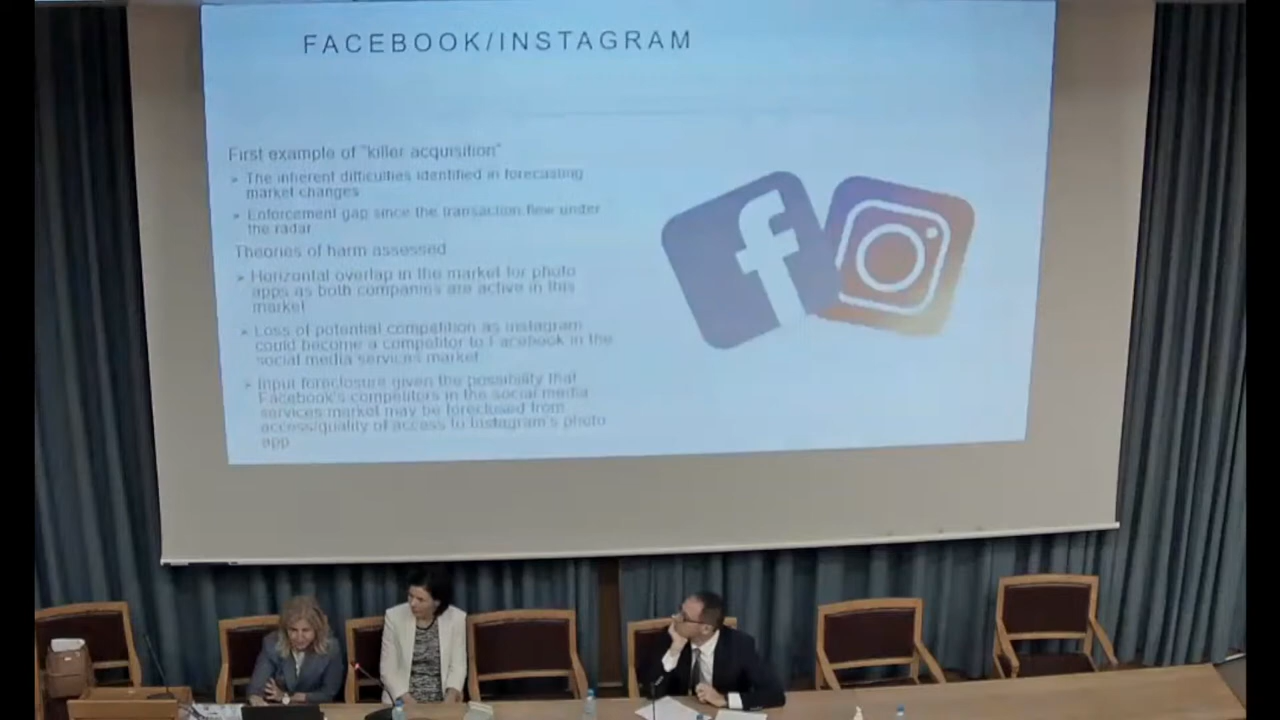 FACEBOOK/INSTAGRAM
First example of "killer acquisition"
➢ The inherent difficulties identified in forecasting
market changes
➢ Enforcement gap since the transaction flew under
the radar
Theories of harm assessed
➢ Horizontal overlap in the market for photo
apps as both companies are active in this
market
➢ Loss of potential competition as Instagram
could become a competitor to Facebook in the
social media services market
➢ Input foreclosure given the possibility that
Facebook's competitors in the social media
services market may be foreclosed from
access/quality of access to Instagram's photo
app